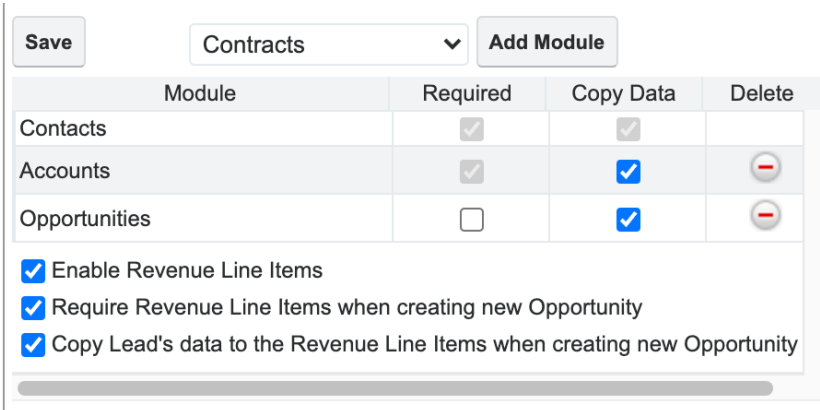 Save Contracts Add Module
Module Required Copy Data Delete
Contacts
Accounts
Opportunities
Enable Revenue Line Items
Require Revenue Line Items when creating new Opportunity
Copy Lead's data to the Revenue Line Items when creating new Opportunity